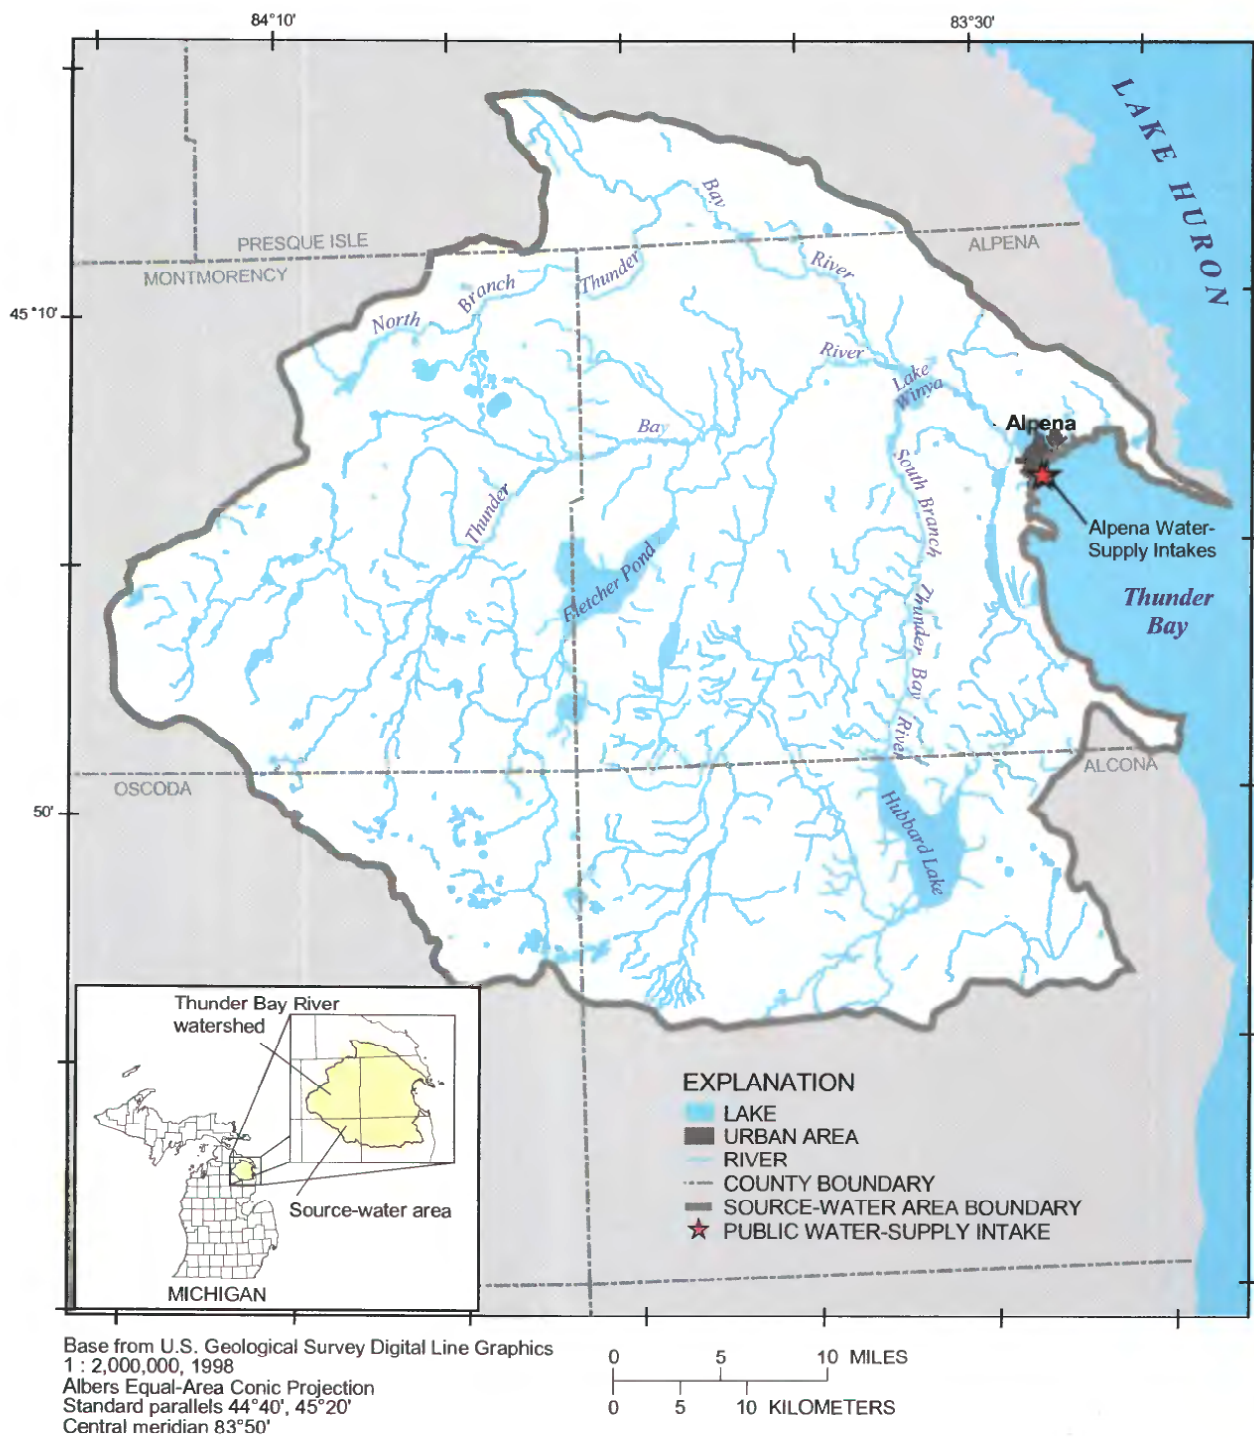 84°10'
83°30'
LAKE HURON
Bay
PRESQUE ISLE
ALPENA
MONTMORENCY
Thunder
River
Branch
45°10'
North
River
Lake
Winya
Alpena
Bay
South Branch
Thunder
Alpena Water-
Supply Intakes
Fletcher Pond
Thunder
Bay
Thunder Bay
River
ALCONA
OSCODA
50'
Hubbard Lake
Thunder Bay River
watershed
Source-water area
MICHIGAN
EXPLANATION
LAKE
URBAN AREA
RIVER
COUNTY BOUNDARY
SOURCE-WATER AREA BOUNDARY
PUBLIC WATER-SUPPLY INTAKE
Base from U.S. Geological Survey Digital Line Graphics
1 : 2,000,000, 1998
Albers Equal-Area Conic Projection
Standard parallels 44°40', 45°20'
Central meridian 83°50'
0 5 10 MILES
0 5 10 KILOMETERS